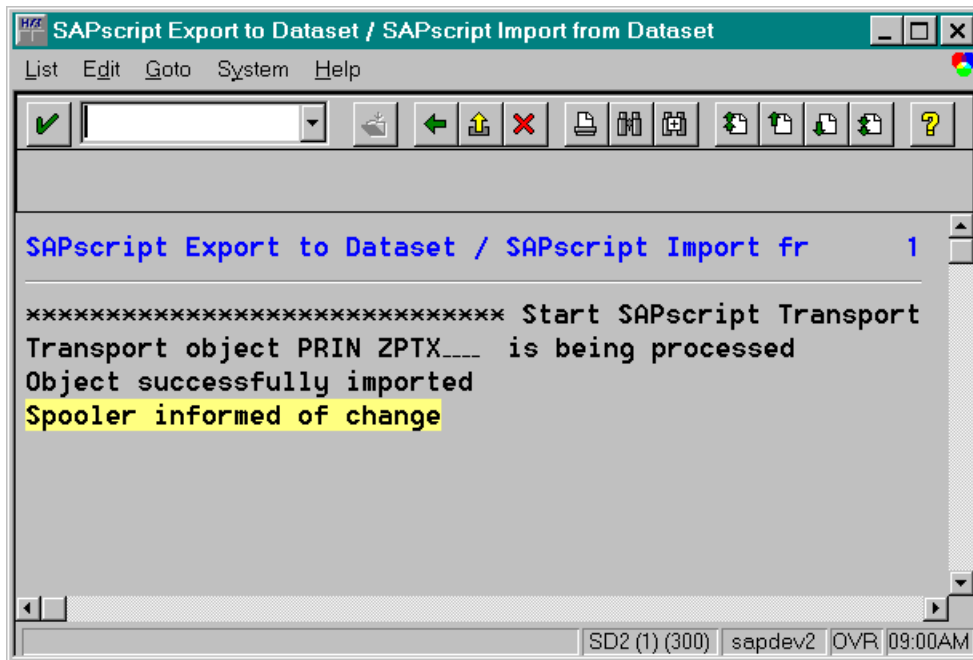 SAPscript Export to Dataset / SAPscript Import from Dataset
List Edit Goto System Help
SAPscript Export to Dataset / SAPscript Import fr 1
****************************** Start SAPscript Transport
Transport object PRIN ZPTX____ is being processed
Object successfully imported
Spooler informed of change
SD2 (1) (300) sapdev2 OVR 09:00AM